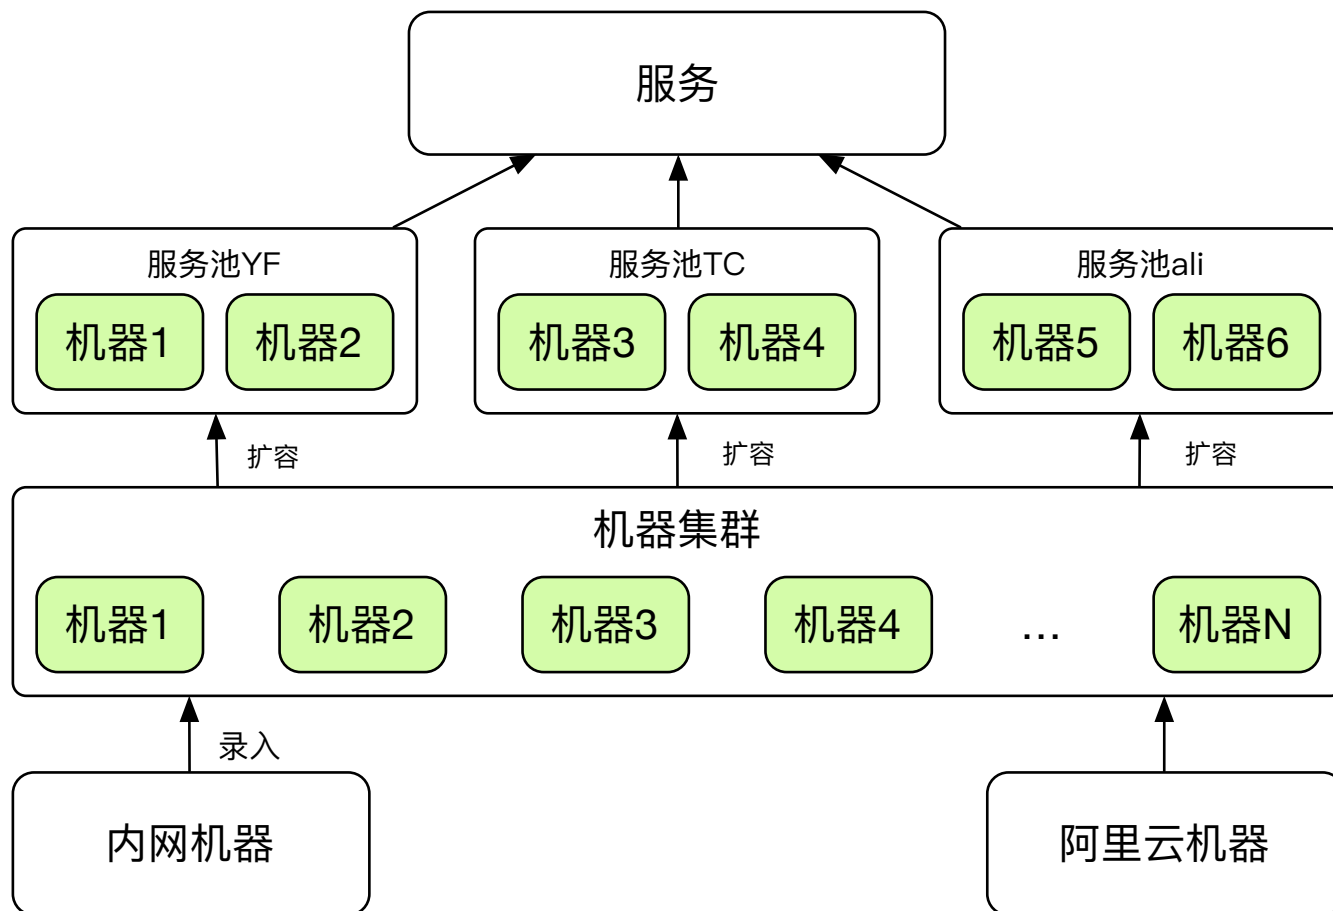 服务
服务池YF
服务池TC
服务池ali
机器1
机器2
机器3
机器4
机器5
机器6
扩容
扩容
扩容
机器集群
机器1
机器2
机器3
机器4
...
机器N
录入
内网机器
阿里云机器